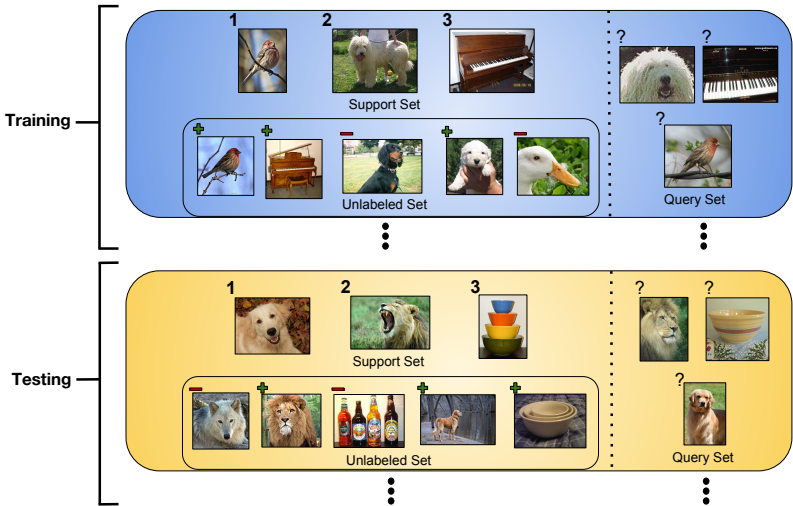 Training
1
2
3
Support Set
+
+
-
+
-
Unlabeled Set
?
?
?
Query Set
Testing
1
2
3
Support Set
-
+
-
+
+
Unlabeled Set
?
?
?
Query Set